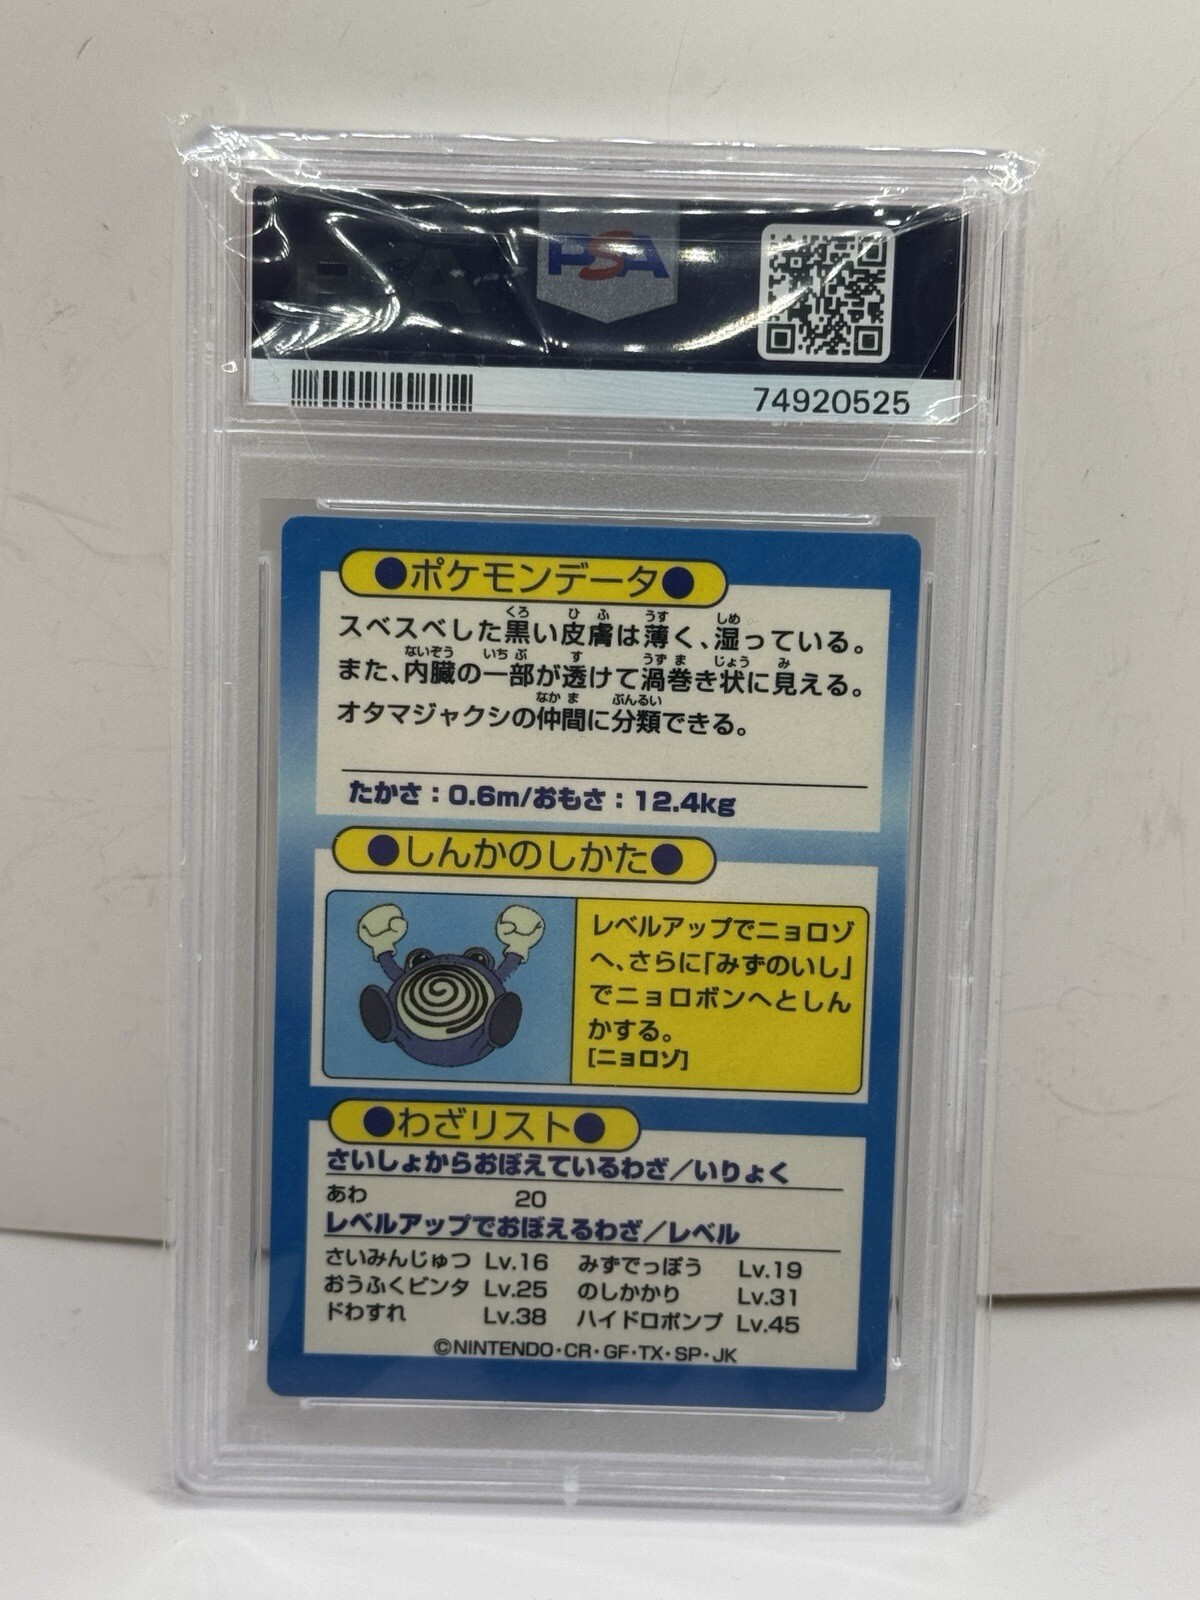 PSA
74920525
●ポケモンデータ●
くろ ひ ふ うす しめ
スベスベした黒い皮膚は薄く、湿っている。
ないぞう いち ぶ す うず ま じょう み
また、内臓の一部が透けて渦巻き状に見える。
なか ま ぶんるい
オタマジャクシの仲間に分類できる。
たかさ：0.6m/おもさ：12.4kg
●しんかのしかた●
レベルアップでニョロゾ
へ、さらに「みずのいし」
でニョロボンへとしん
かする。
[ニョロゾ]
●わざリスト●
さいしょからおぼえているわざ／いりょく
あわ 20
レベルアップでおぼえるわざ／レベル
さいみんじゅつ Lv.16 みずでっぽう Lv.19
おうふくビンタ Lv.25 のしかかり Lv.31
ドわすれ Lv.38 ハイドロポンプ Lv.45
©NINTENDO・CR・GF・TX・SP・JK